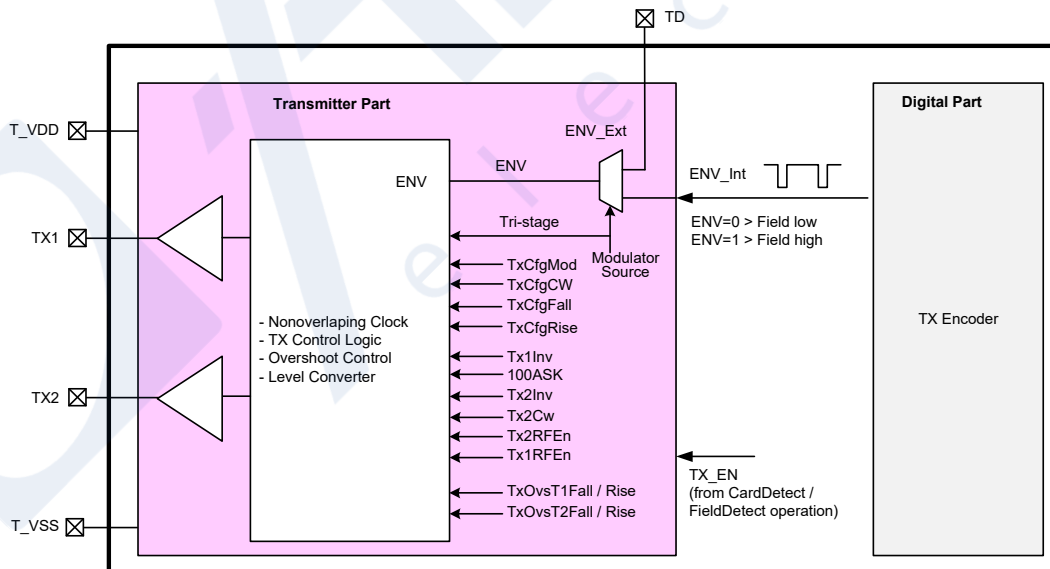 TD
Transmitter Part
Digital Part
T_VDD
ENV_Ext
ENV
ENV
ENV_Int
ENV=0 > Field low
ENV=1 > Field high
Tri-stage
TX1
Modulator
Source
TxCfgMod
TxCfgCW
TxCfgFall
TxCfgRise
- Nonoverlaping Clock
- TX Control Logic
- Overshoot Control
- Level Converter
TX Encoder
Tx1Inv
100ASK
Tx2Inv
Tx2Cw
Tx2RFEn
Tx1RFEn
TX2
TX_EN
(from CardDetect /
FieldDetect operation)
TxOvsT1Fall / Rise
TxOvsT2Fall / Rise
T_VSS
e l e c